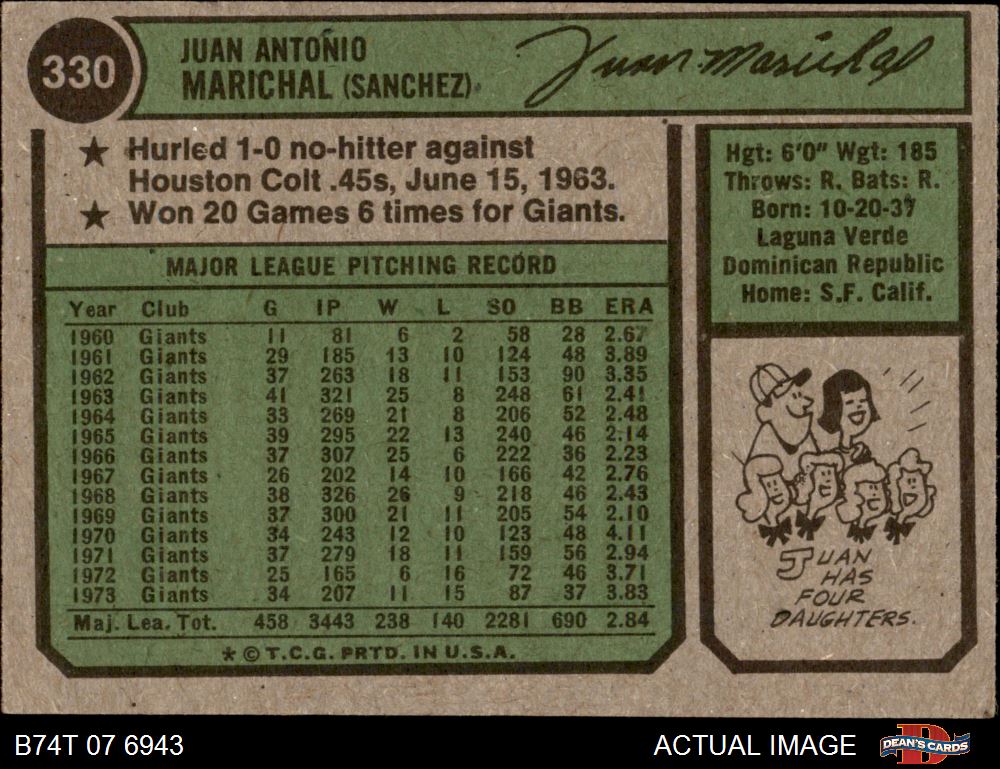 330
JUAN ANTOÑIO
MARICHAL (SANCHEZ)
Juan Marichal
★ Hurled 1-0 no-hitter against
Houston Colt .45s, June 15, 1963.
★ Won 20 Games 6 times for Giants.
MAJOR LEAGUE PITCHING RECORD
Year Club G IP W L SO BB ERA
1960 Giants 11 81 6 2 58 28 2.67
1961 Giants 29 185 13 10 124 48 3.89
1962 Giants 37 263 18 11 153 90 3.35
1963 Giants 41 321 25 8 248 61 2.41
1964 Giants 33 269 21 8 206 52 2.48
1965 Giants 39 295 22 13 240 46 2.14
1966 Giants 37 307 25 6 222 36 2.23
1967 Giants 26 202 14 10 166 42 2.76
1968 Giants 38 326 26 9 218 46 2.43
1969 Giants 37 300 21 11 205 54 2.10
1970 Giants 34 243 12 10 123 48 4.11
1971 Giants 37 279 18 11 159 56 2.94
1972 Giants 25 165 6 16 72 46 3.71
1973 Giants 34 207 11 15 87 37 3.83
Maj. Lea. Tot. 458 3443 238 140 2281 690 2.84
★ © T.C.G. PRTD. IN U.S.A.
Hgt: 6'0" Wgt: 185
Throws: R. Bats: R.
Born: 10-20-37
Laguna Verde
Dominican Republic
Home: S.F. Calif.
JUAN
HAS
FOUR
DAUGHTERS.
B74T 07 6943
ACTUAL IMAGE
DEAN'S CARDS